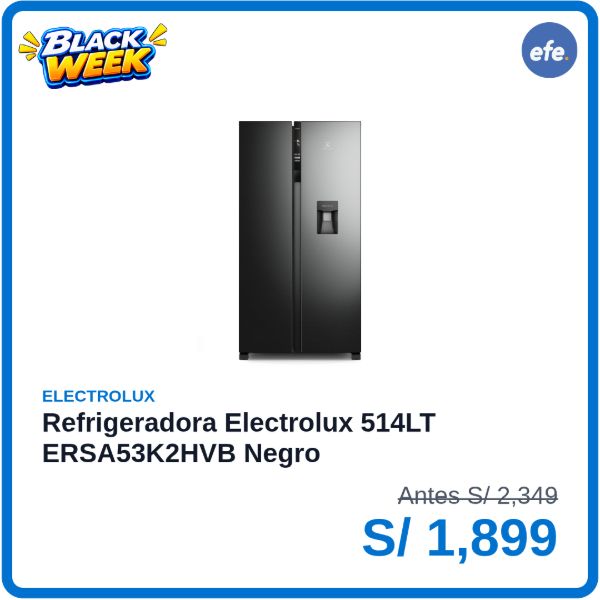 BLACK
WEEK
efe.
ELECTROLUX
Refrigeradora Electrolux 514LT
ERSA53K2HVB Negro
Antes S/ 2,349
S/ 1,899